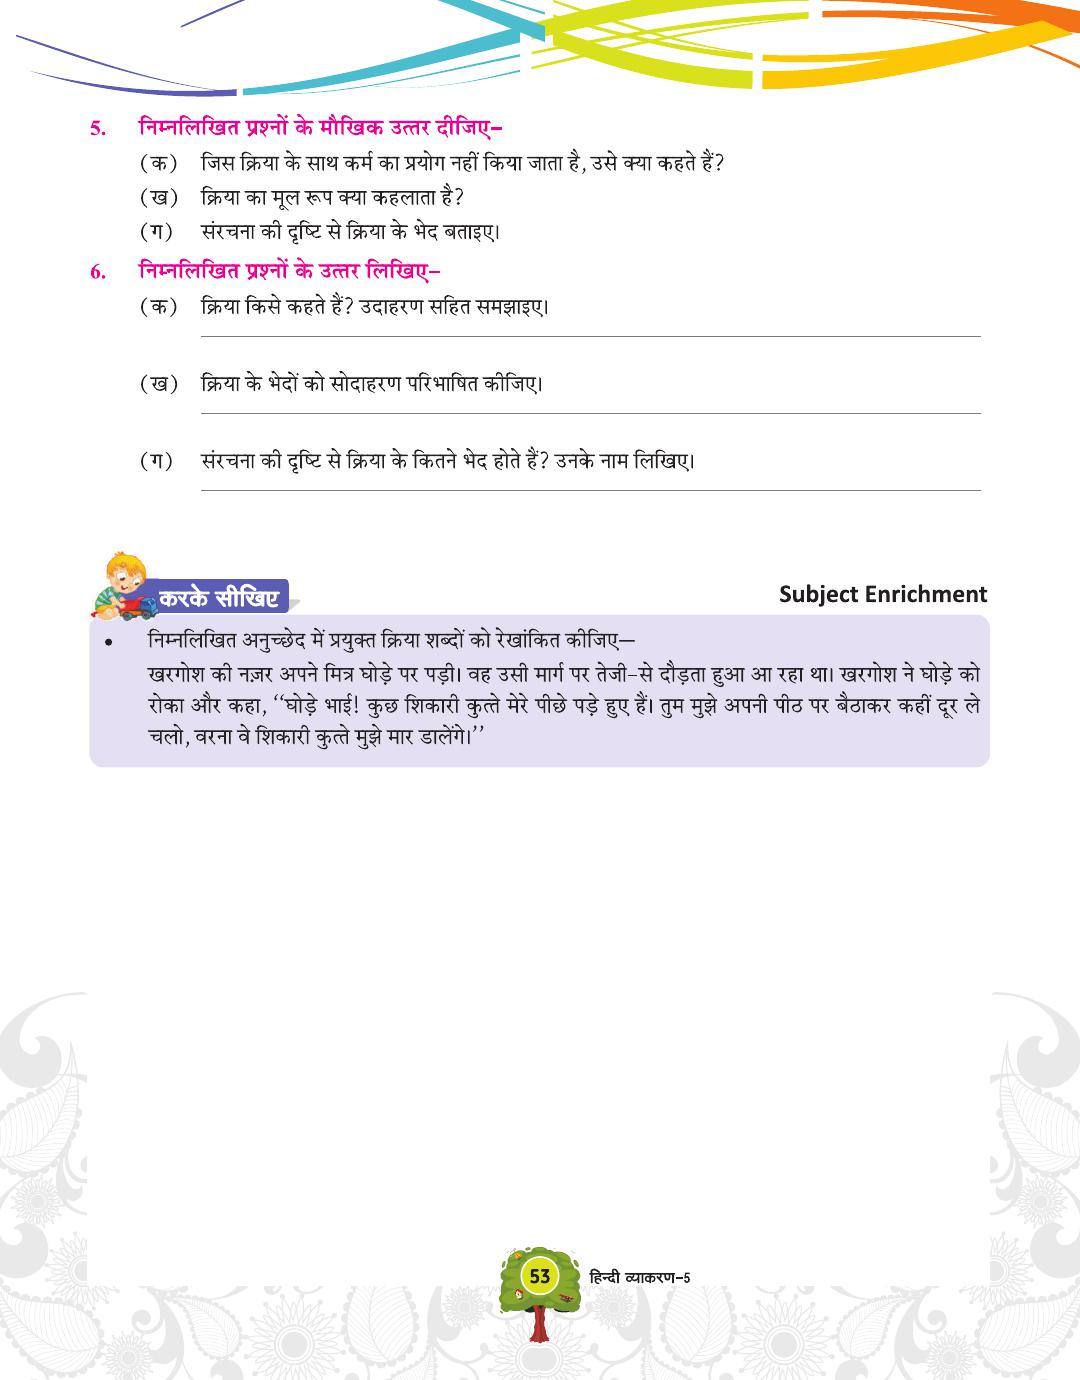 5. निम्नलिखित प्रश्नों के मौखिक उत्तर दीजिए–
(क) जिस क्रिया के साथ कर्म का प्रयोग नहीं किया जाता है, उसे क्या कहते हैं?
(ख) क्रिया का मूल रूप क्या कहलाता है?
(ग) संरचना की दृष्टि से क्रिया के भेद बताइए।
6. निम्नलिखित प्रश्नों के उत्तर लिखिए–
(क) क्रिया किसे कहते हैं? उदाहरण सहित समझाइए।
(ख) क्रिया के भेदों को सोदाहरण परिभाषित कीजिए।
(ग) संरचना की दृष्टि से क्रिया के कितने भेद होते हैं? उनके नाम लिखिए।
करके सीखिए
Subject Enrichment
• निम्नलिखित अनुच्छेद में प्रयुक्त क्रिया शब्दों को रेखांकित कीजिए—
खरगोश की नज़र अपने मित्र घोड़े पर पड़ी। वह उसी मार्ग पर तेजी–से दौड़ता हुआ आ रहा था। खरगोश ने घोड़े को
रोका और कहा, ‘‘घोड़े भाई! कुछ शिकारी कुत्ते मेरे पीछे पड़े हुए हैं। तुम मुझे अपनी पीठ पर बैठाकर कहीं दूर ले
चलो, वरना वे शिकारी कुत्ते मुझे मार डालेंगे।’’
53 हिन्दी व्याकरण–5